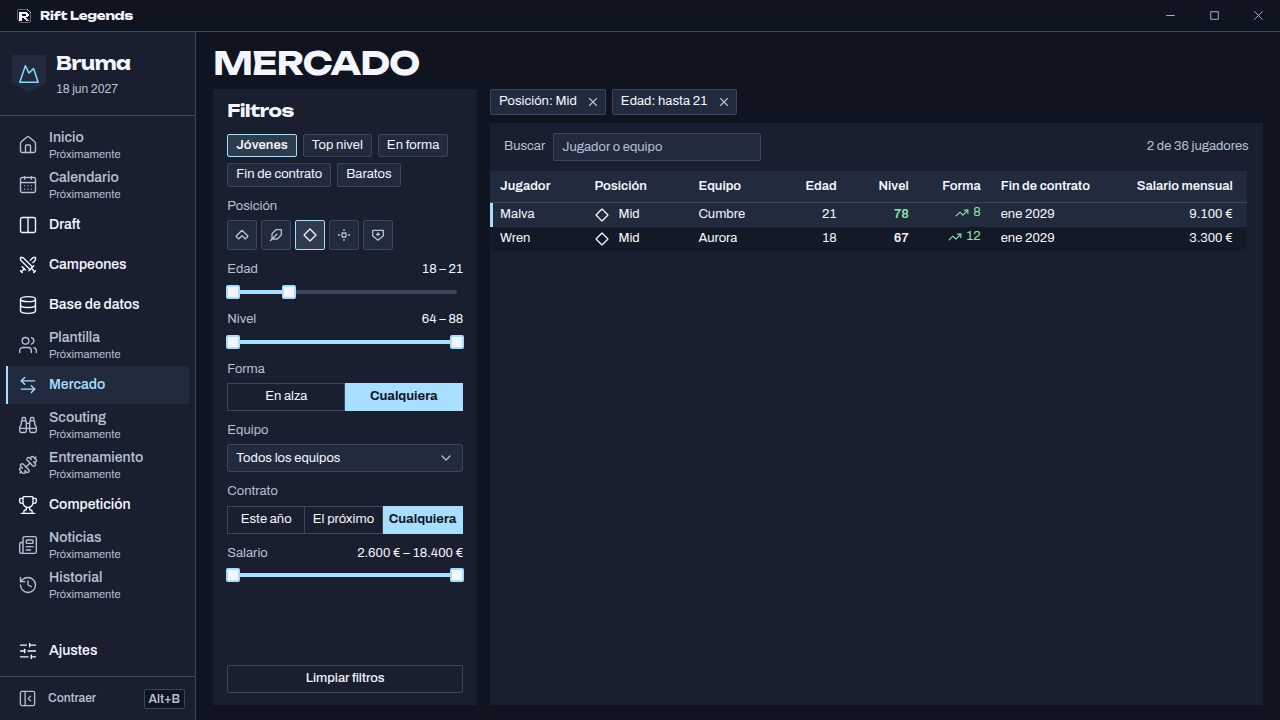 Rift Legends
Bruma
18 jun 2027
Inicio
Próximamente
Calendario
Próximamente
Draft
Campeones
Base de datos
Plantilla
Próximamente
Mercado
Scouting
Próximamente
Entrenamiento
Próximamente
Competición
Noticias
Próximamente
Historial
Próximamente
Ajustes
Contraer Alt+B
MERCADO
Filtros
Jóvenes Top nivel En forma
Fin de contrato Baratos
Posición
Edad 18 – 21
Nivel 64 – 88
Forma
En alza Cualquiera
Equipo
Todos los equipos
Contrato
Este año El próximo Cualquiera
Salario 2.600 € – 18.400 €
Limpiar filtros
Posición: Mid Edad: hasta 21
Buscar Jugador o equipo 2 de 36 jugadores
Jugador Posición Equipo Edad Nivel Forma Fin de contrato Salario mensual
Malva Mid Cumbre 21 78 8 ene 2029 9.100 €
Wren Mid Aurora 18 67 12 ene 2029 3.300 €